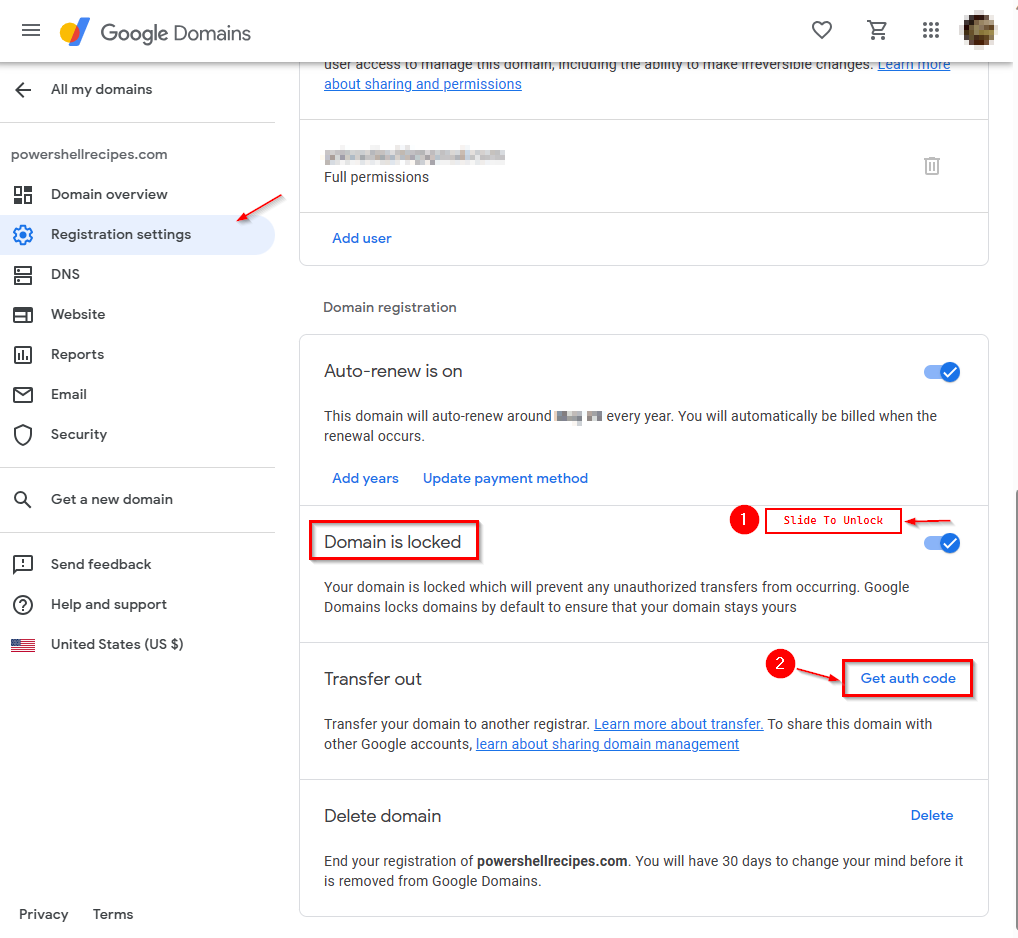 Google Domains
user access to manage this domain, including the ability to make irreversible changes. Learn more
about sharing and permissions
All my domains
powershellrecipes.com
Domain overview
Registration settings
DNS
Website
Reports
Email
Security
Get a new domain
Send feedback
Help and support
United States (US $)
Privacy Terms
Full permissions
Add user
Domain registration
Auto-renew is on
This domain will auto-renew around every year. You will automatically be billed when the
renewal occurs.
Add years Update payment method
1 Slide To Unlock
Domain is locked
Your domain is locked which will prevent any unauthorized transfers from occurring. Google
Domains locks domains by default to ensure that your domain stays yours
2
Transfer out Get auth code
Transfer your domain to another registrar. Learn more about transfer. To share this domain with
other Google accounts, learn about sharing domain management
Delete domain Delete
End your registration of powershellrecipes.com. You will have 30 days to change your mind before it
is removed from Google Domains.